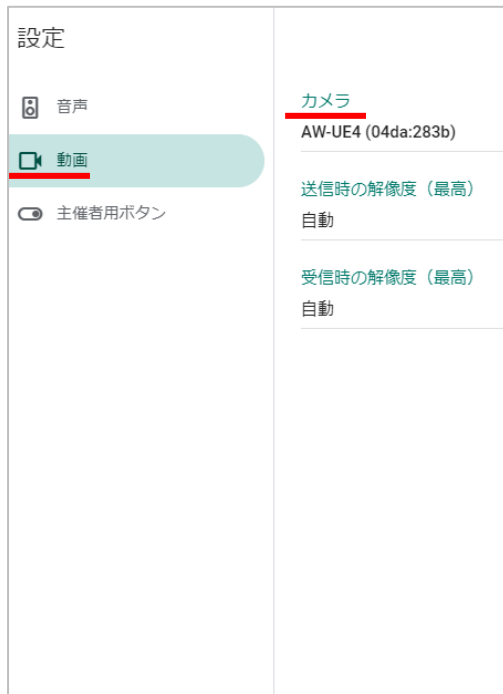 設定
音声
動画
主催者用ボタン
カメラ
AW-UE4 (04da:283b)
送信時の解像度（最高）
自動
受信時の解像度（最高）
自動